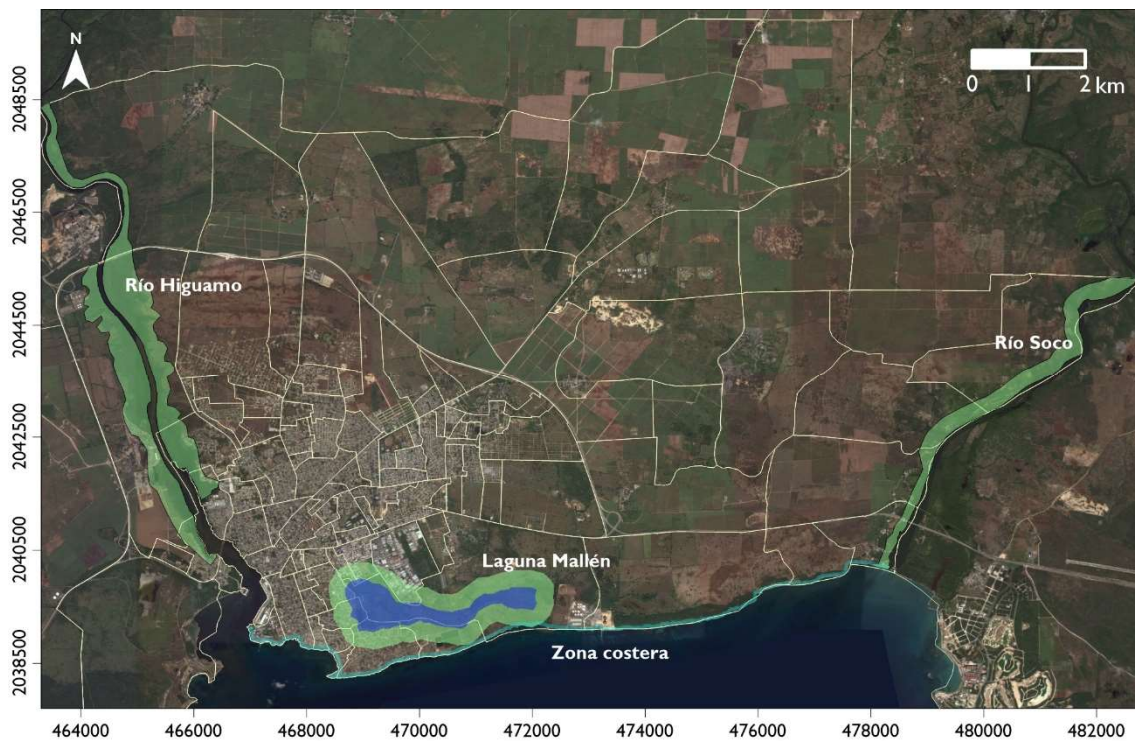 N
0 1 2 km
2048500
2046500
Río Higuamo
2044500
Río Soco
2042500
2040500
Laguna Mallén
Zona costera
2038500
464000 466000 468000 470000 472000 474000 476000 478000 480000 482000